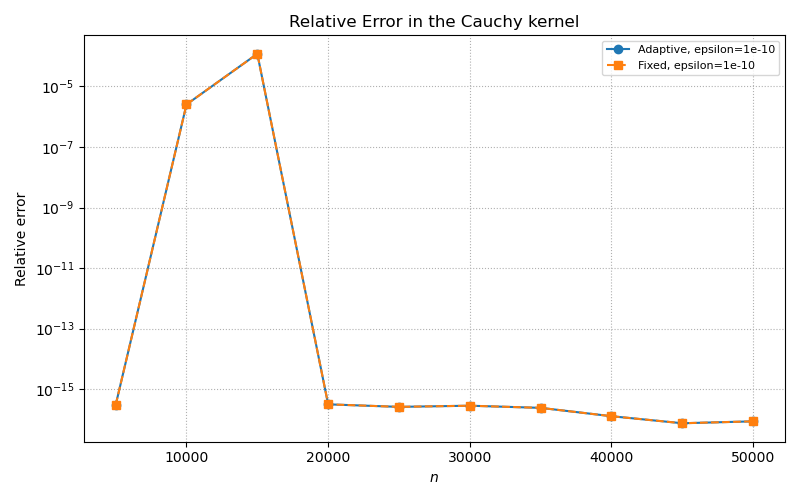 Relative Error in the Cauchy kernel
Adaptive, epsilon=1e-10
Fixed, epsilon=1e-10
Relative error
10⁻⁵
10⁻⁷
10⁻⁹
10⁻¹¹
10⁻¹³
10⁻¹⁵
10000 20000 30000 40000 50000
n